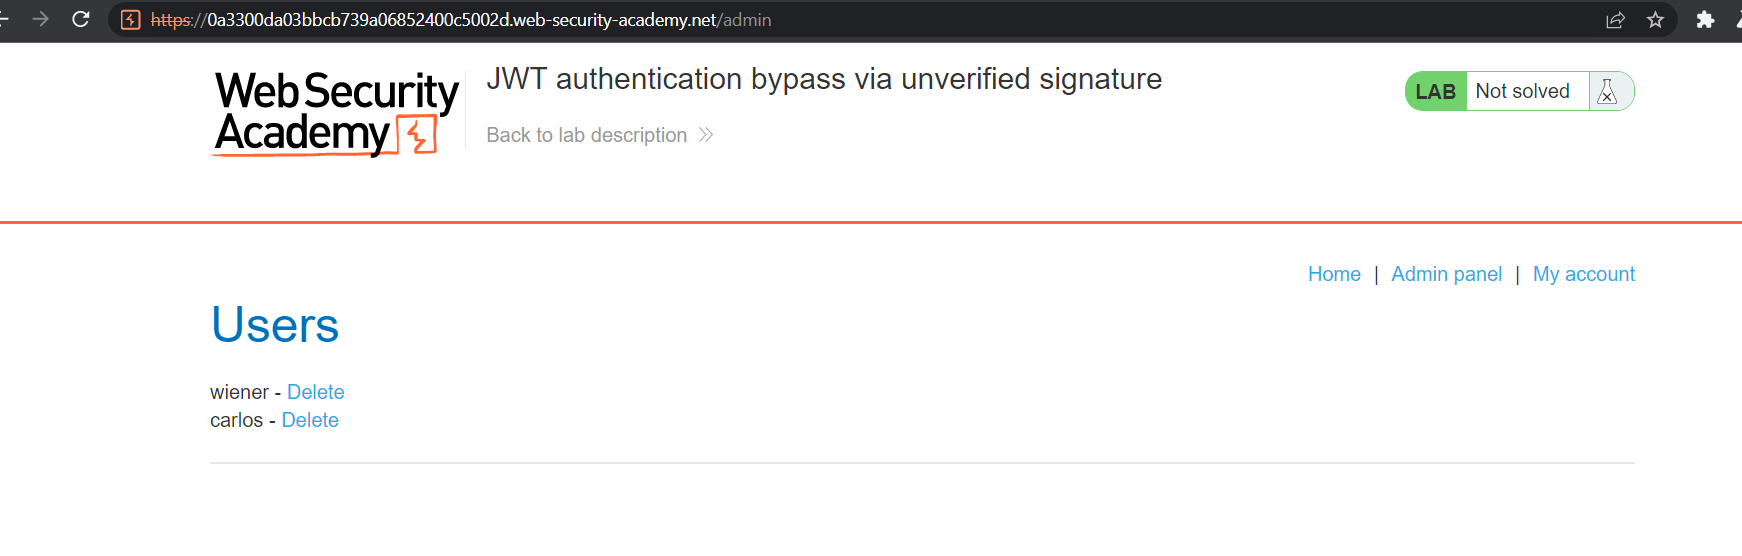 https://0a3300da03bbcb739a06852400c5002d.web-security-academy.net/admin
Web Security
Academy
JWT authentication bypass via unverified signature
Back to lab description
LAB Not solved
Home | Admin panel | My account
Users
wiener - Delete
carlos - Delete